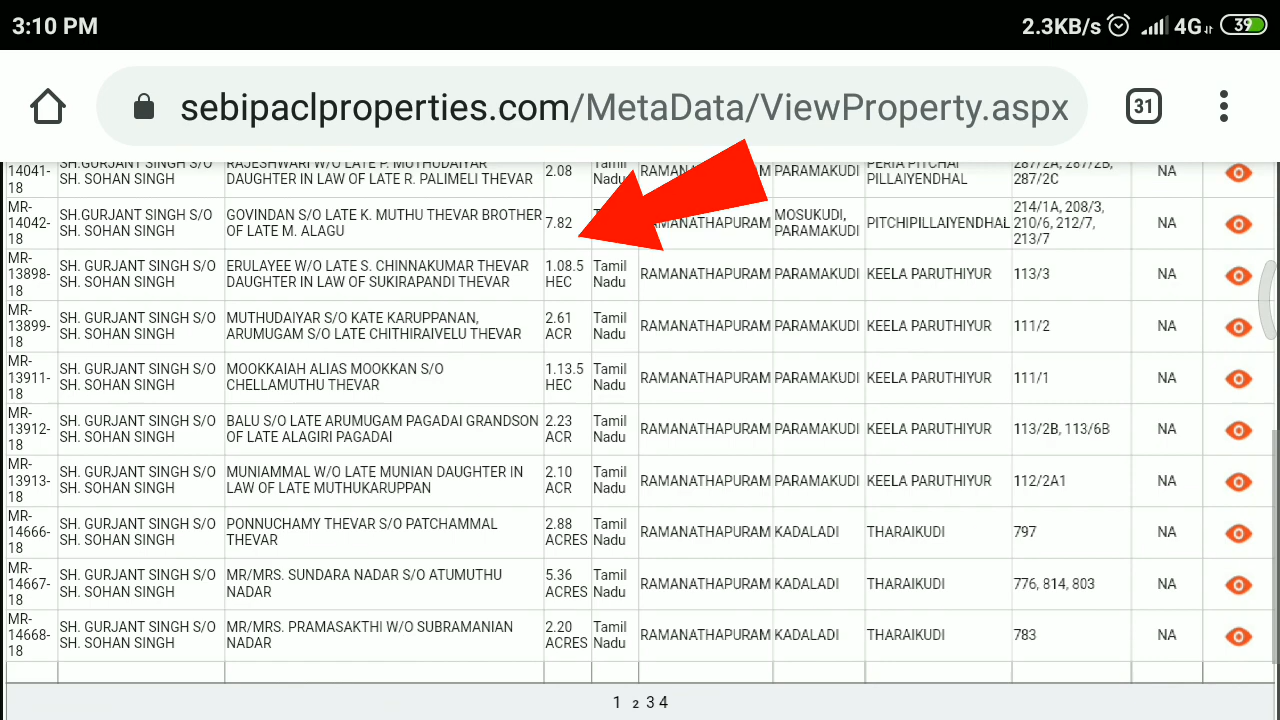 3:10 PM 2.3KB/s 4G 39
sebipaclproperties.com/MetaData/ViewProperty.aspx 31
14041-18 SH.GURJANT SINGH S/O SH. SOHAN SINGH RAJESHWARI W/O LATE P. MUTHUDAIYAR DAUGHTER IN LAW OF LATE R. PALIMELI THEVAR 2.08 Tamil Nadu RAMANATHAPURAM PARAMAKUDI PERIA PITCHAI PILLAIYENDHAL 287/2A, 287/2B, 287/2C NA
MR-14042-18 SH.GURJANT SINGH S/O SH. SOHAN SINGH GOVINDAN S/O LATE K. MUTHU THEVAR BROTHER OF LATE M. ALAGU 7.82 MOSUKUDI, PARAMAKUDI PITCHIPILLAIYENDHAL 214/1A, 208/3, 210/6, 212/7, 213/7 NA
MR-13898-18 SH. GURJANT SINGH S/O SH. SOHAN SINGH ERULAYEE W/O LATE S. CHINNAKUMAR THEVAR DAUGHTER IN LAW OF SUKIRAPANDI THEVAR 1.08.5 HEC Tamil Nadu RAMANATHAPURAM PARAMAKUDI KEELA PARUTHIYUR 113/3 NA
MR-13899-18 SH. GURJANT SINGH S/O SH. SOHAN SINGH MUTHUDAIYAR S/O KATE KARUPPANAN, ARUMUGAM S/O LATE CHITHIRAIVELU THEVAR 2.61 ACR Tamil Nadu RAMANATHAPURAM PARAMAKUDI KEELA PARUTHIYUR 111/2 NA
MR-13911-18 SH. GURJANT SINGH S/O SH. SOHAN SINGH MOOKKAIAH ALIAS MOOKKAN S/O CHELLAMUTHU THEVAR 1.13.5 HEC Tamil Nadu RAMANATHAPURAM PARAMAKUDI KEELA PARUTHIYUR 111/1 NA
MR-13912-18 SH. GURJANT SINGH S/O SH. SOHAN SINGH BALU S/O LATE ARUMUGAM PAGADAI GRANDSON OF LATE ALAGIRI PAGADAI 2.23 ACR Tamil Nadu RAMANATHAPURAM PARAMAKUDI KEELA PARUTHIYUR 113/2B, 113/6B NA
MR-13913-18 SH. GURJANT SINGH S/O SH. SOHAN SINGH MUNIAMMAL W/O LATE MUNIAN DAUGHTER IN LAW OF LATE MUTHUKARUPPAN 2.10 ACR Tamil Nadu RAMANATHAPURAM PARAMAKUDI KEELA PARUTHIYUR 112/2A1 NA
MR-14666-18 SH. GURJANT SINGH S/O SH. SOHAN SINGH PONNUCHAMY THEVAR S/O PATCHAMMAL THEVAR 2.88 ACRES Tamil Nadu RAMANATHAPURAM KADALADI THARAIKUDI 797 NA
MR-14667-18 SH. GURJANT SINGH S/O SH. SOHAN SINGH MR/MRS. SUNDARA NADAR S/O ATUMUTHU NADAR 5.36 ACRES Tamil Nadu RAMANATHAPURAM KADALADI THARAIKUDI 776, 814, 803 NA
MR-14668-18 SH. GURJANT SINGH S/O SH. SOHAN SINGH MR/MRS. PRAMASAKTHI W/O SUBRAMANIAN NADAR 2.20 ACRES Tamil Nadu RAMANATHAPURAM KADALADI THARAIKUDI 783 NA
1 2 3 4